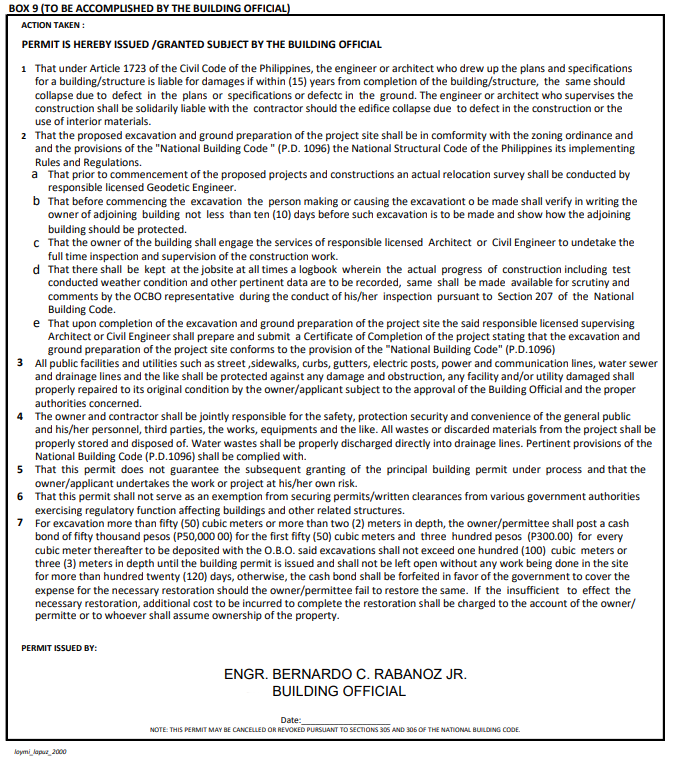 BOX 9 (TO BE ACCOMPLISHED BY THE BUILDING OFFICIAL)
ACTION TAKEN :
PERMIT IS HEREBY ISSUED /GRANTED SUBJECT BY THE BUILDING OFFICIAL
1 That under Article 1723 of the Civil Code of the Philippines, the engineer or architect who drew up the plans and specifications
for a building/structure is liable for damages if within (15) years from completion of the building/structure, the same should
collapse due to defect in the plans or specifications or defectc in the ground. The engineer or architect who supervises the
construction shall be solidarily liable with the contractor should the edifice collapse due to defect in the construction or the
use of interior materials.
2 That the proposed excavation and ground preparation of the project site shall be in conformity with the zoning ordinance and
and the provisions of the "National Building Code " (P.D. 1096) the National Structural Code of the Philippines its implementing
Rules and Regulations.
a That prior to commencement of the proposed projects and constructions an actual relocation survey shall be conducted by
responsible licensed Geodetic Engineer.
b That before commencing the excavation the person making or causing the excavationt o be made shall verify in writing the
owner of adjoining building not less than ten (10) days before such excavation is to be made and show how the adjoining
building should be protected.
c That the owner of the building shall engage the services of responsible licensed Architect or Civil Engineer to undetake the
full time inspection and supervision of the construction work.
d That there shall be kept at the jobsite at all times a logbook wherein the actual progress of construction including test
conducted weather condition and other pertinent data are to be recorded, same shall be made available for scrutiny and
comments by the OCBO representative during the conduct of his/her inspection pursuant to Section 207 of the National
Building Code.
e That upon completion of the excavation and ground preparation of the project site the said responsible licensed supervising
Architect or Civil Engineer shall prepare and submit a Certificate of Completion of the project stating that the excavation and
ground preparation of the project site conforms to the provision of the "National Building Code" (P.D.1096)
3 All public facilities and utilities such as street ,sidewalks, curbs, gutters, electric posts, power and communication lines, water sewer
and drainage lines and the like shall be protected against any damage and obstruction, any facility and/or utility damaged shall
properly repaired to its original condition by the owner/applicant subject to the approval of the Building Official and the proper
authorities concerned.
4 The owner and contractor shall be jointly responsible for the safety, protection security and convenience of the general public
and his/her personnel, third parties, the works, equipments and the like. All wastes or discarded materials from the project shall be
properly stored and disposed of. Water wastes shall be properly discharged directly into drainage lines. Pertinent provisions of the
National Building Code (P.D.1096) shall be complied with.
5 That this permit does not guarantee the subsequent granting of the principal building permit under process and that the
owner/applicant undertakes the work or project at his/her own risk.
6 That this permit shall not serve as an exemption from securing permits/written clearances from various government authorities
exercising regulatory function affecting buildings and other related structures.
7 For excavation more than fifty (50) cubic meters or more than two (2) meters in depth, the owner/permittee shall post a cash
bond of fifty thousand pesos (P50,000 00) for the first fifty (50) cubic meters and three hundred pesos (P300.00) for every
cubic meter thereafter to be deposited with the O.B.O. said excavations shall not exceed one hundred (100) cubic meters or
three (3) meters in depth until the building permit is issued and shall not be left open without any work being done in the site
for more than hundred twenty (120) days, otherwise, the cash bond shall be forfeited in favor of the government to cover the
expense for the necessary restoration should the owner/permittee fail to restore the same. If the insufficient to effect the
necessary restoration, additional cost to be incurred to complete the restoration shall be charged to the account of the owner/
permitte or to whoever shall assume ownership of the property.
PERMIT ISSUED BY:
ENGR. BERNARDO C. RABANOZ JR.
BUILDING OFFICIAL
Date:____________________
NOTE: THIS PERMIT MAY BE CANCELLED OR REVOKED PURSUANT TO SECTIONS 305 AND 306 OF THE NATIONAL BUILDING CODE.
loymi_lapuz_2000